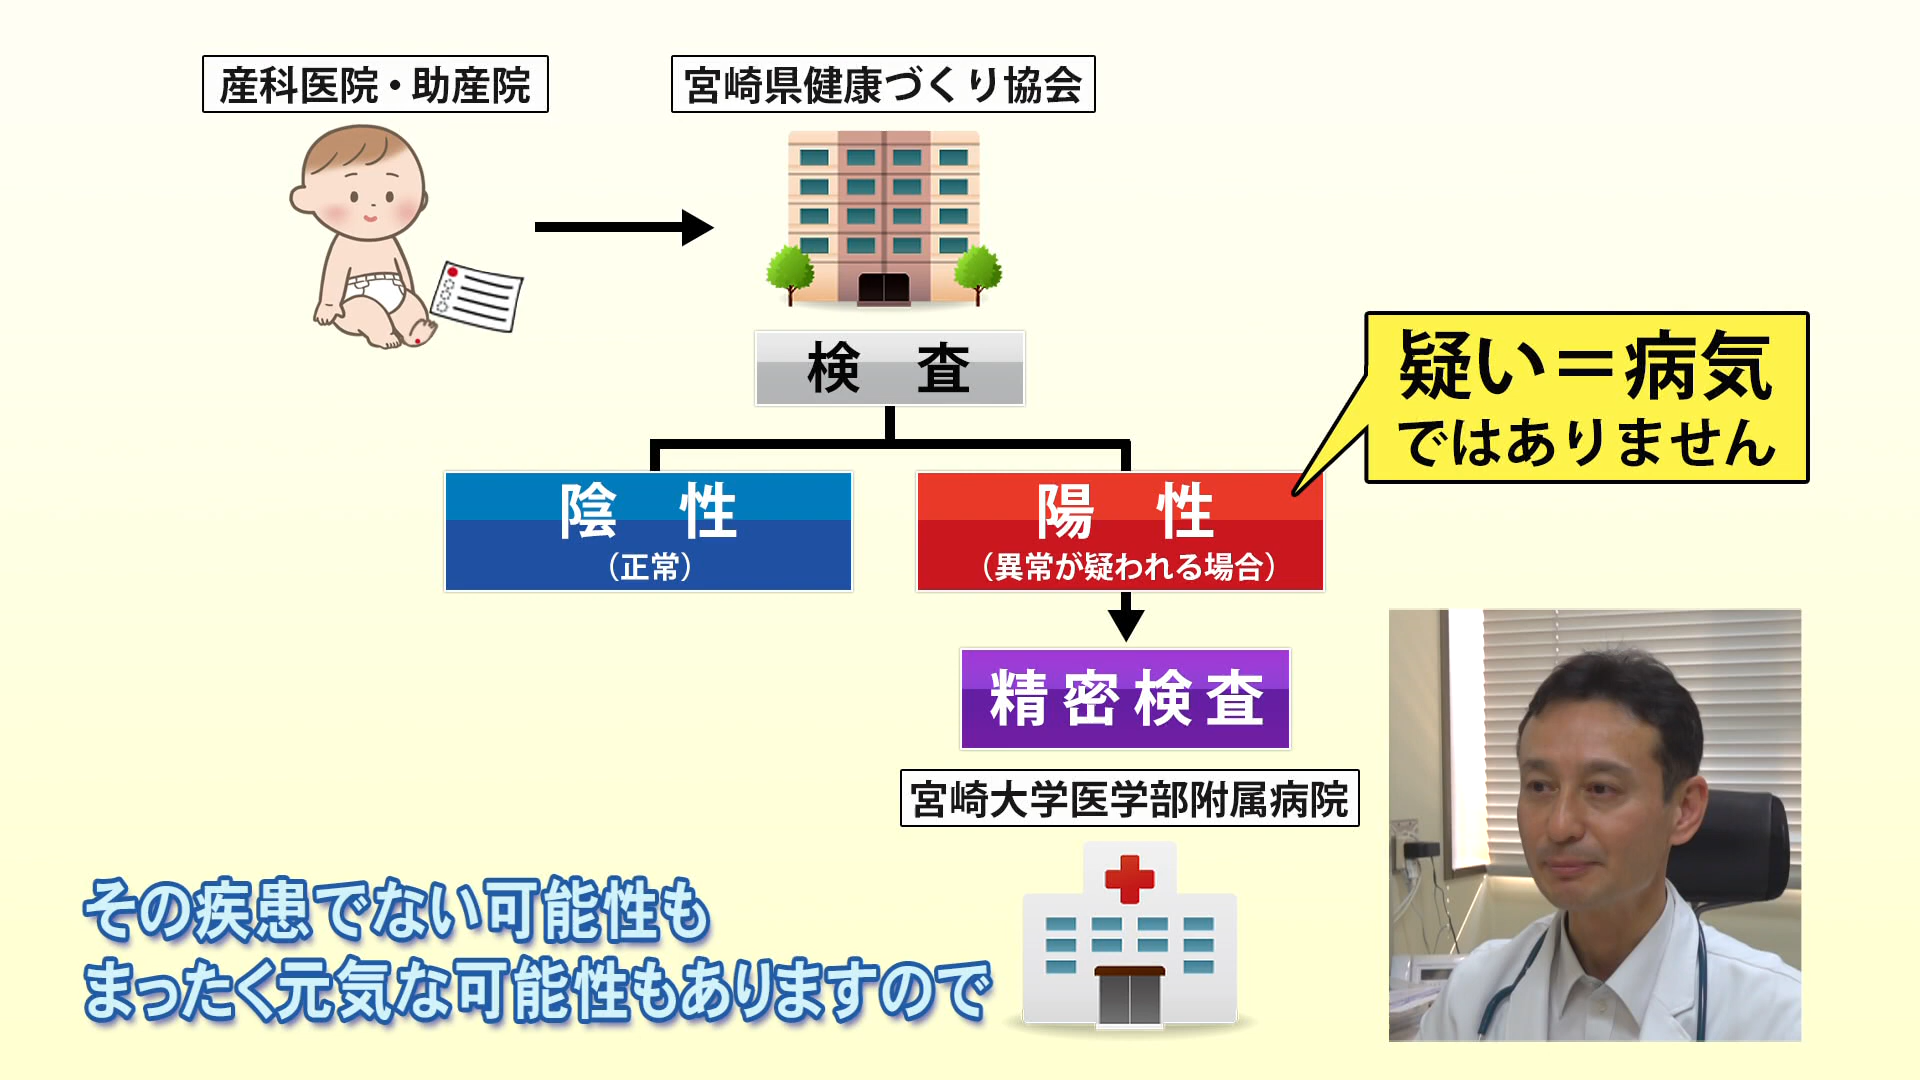 産科医院・助産院
宮崎県健康づくり協会
検　査
疑い＝病気
ではありません
陰　性
（正常）
陽　性
（異常が疑われる場合）
精密検査
宮崎大学医学部附属病院
その疾患でない可能性も
まったく元気な可能性もありますので